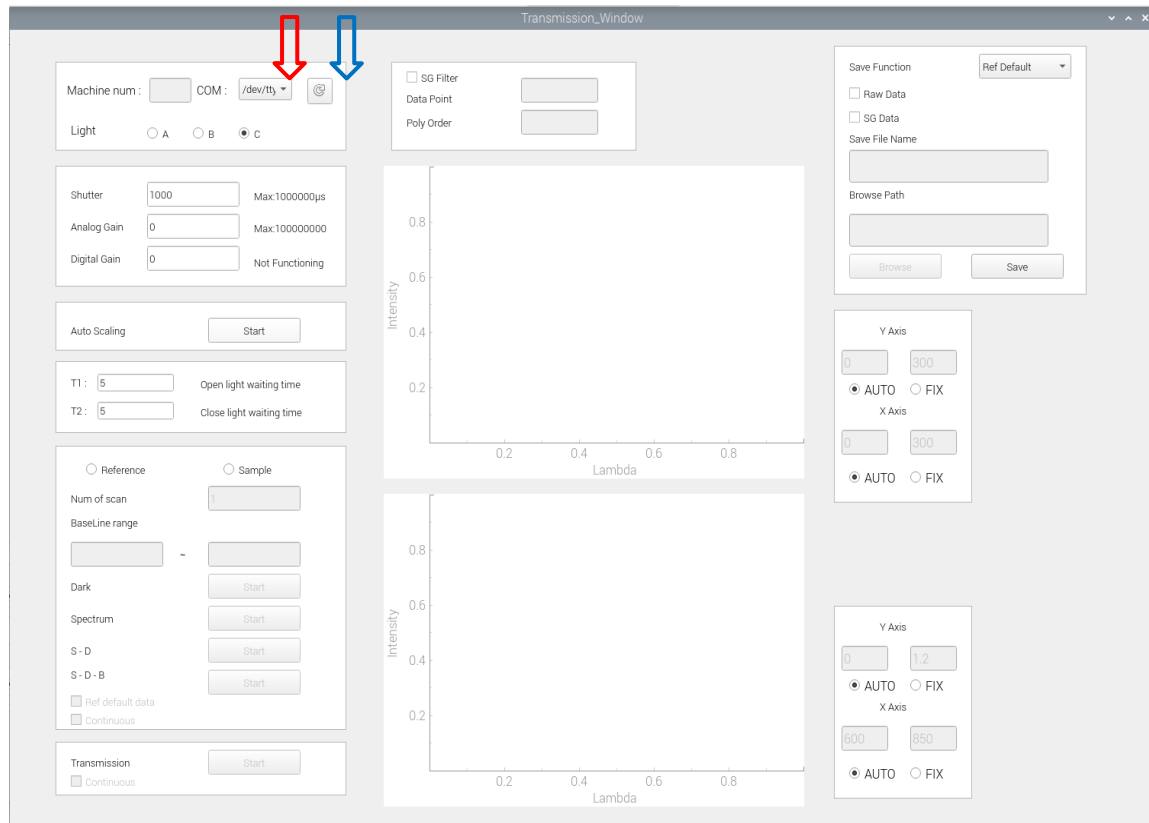 Transmission_Window
Machine num : COM : /dev/tty
Light A B C
Shutter 1000 Max:1000000µs
Analog Gain 0 Max:100000000
Digital Gain 0 Not Functioning
Auto Scaling Start
T1 : 5 Open light waiting time
T2 : 5 Close light waiting time
Reference Sample
Num of scan 1
BaseLine range
~
Dark Start
Spectrum Start
S - D Start
S - D - B Start
Ref default data
Continuous
Transmission Start
Continuous
SG Filter
Data Point
Poly Order
0.8
0.6
0.4
0.2
Intensity
0.2 0.4 0.6 0.8
Lambda
0.8
0.6
0.4
0.2
Intensity
0.2 0.4 0.6 0.8
Lambda
Save Function Ref Default
Raw Data
SG Data
Save File Name
Browse Path
Browse Save
Y Axis
0 300
AUTO FIX
X Axis
0 300
AUTO FIX
Y Axis
0 1.2
AUTO FIX
X Axis
600 850
AUTO FIX